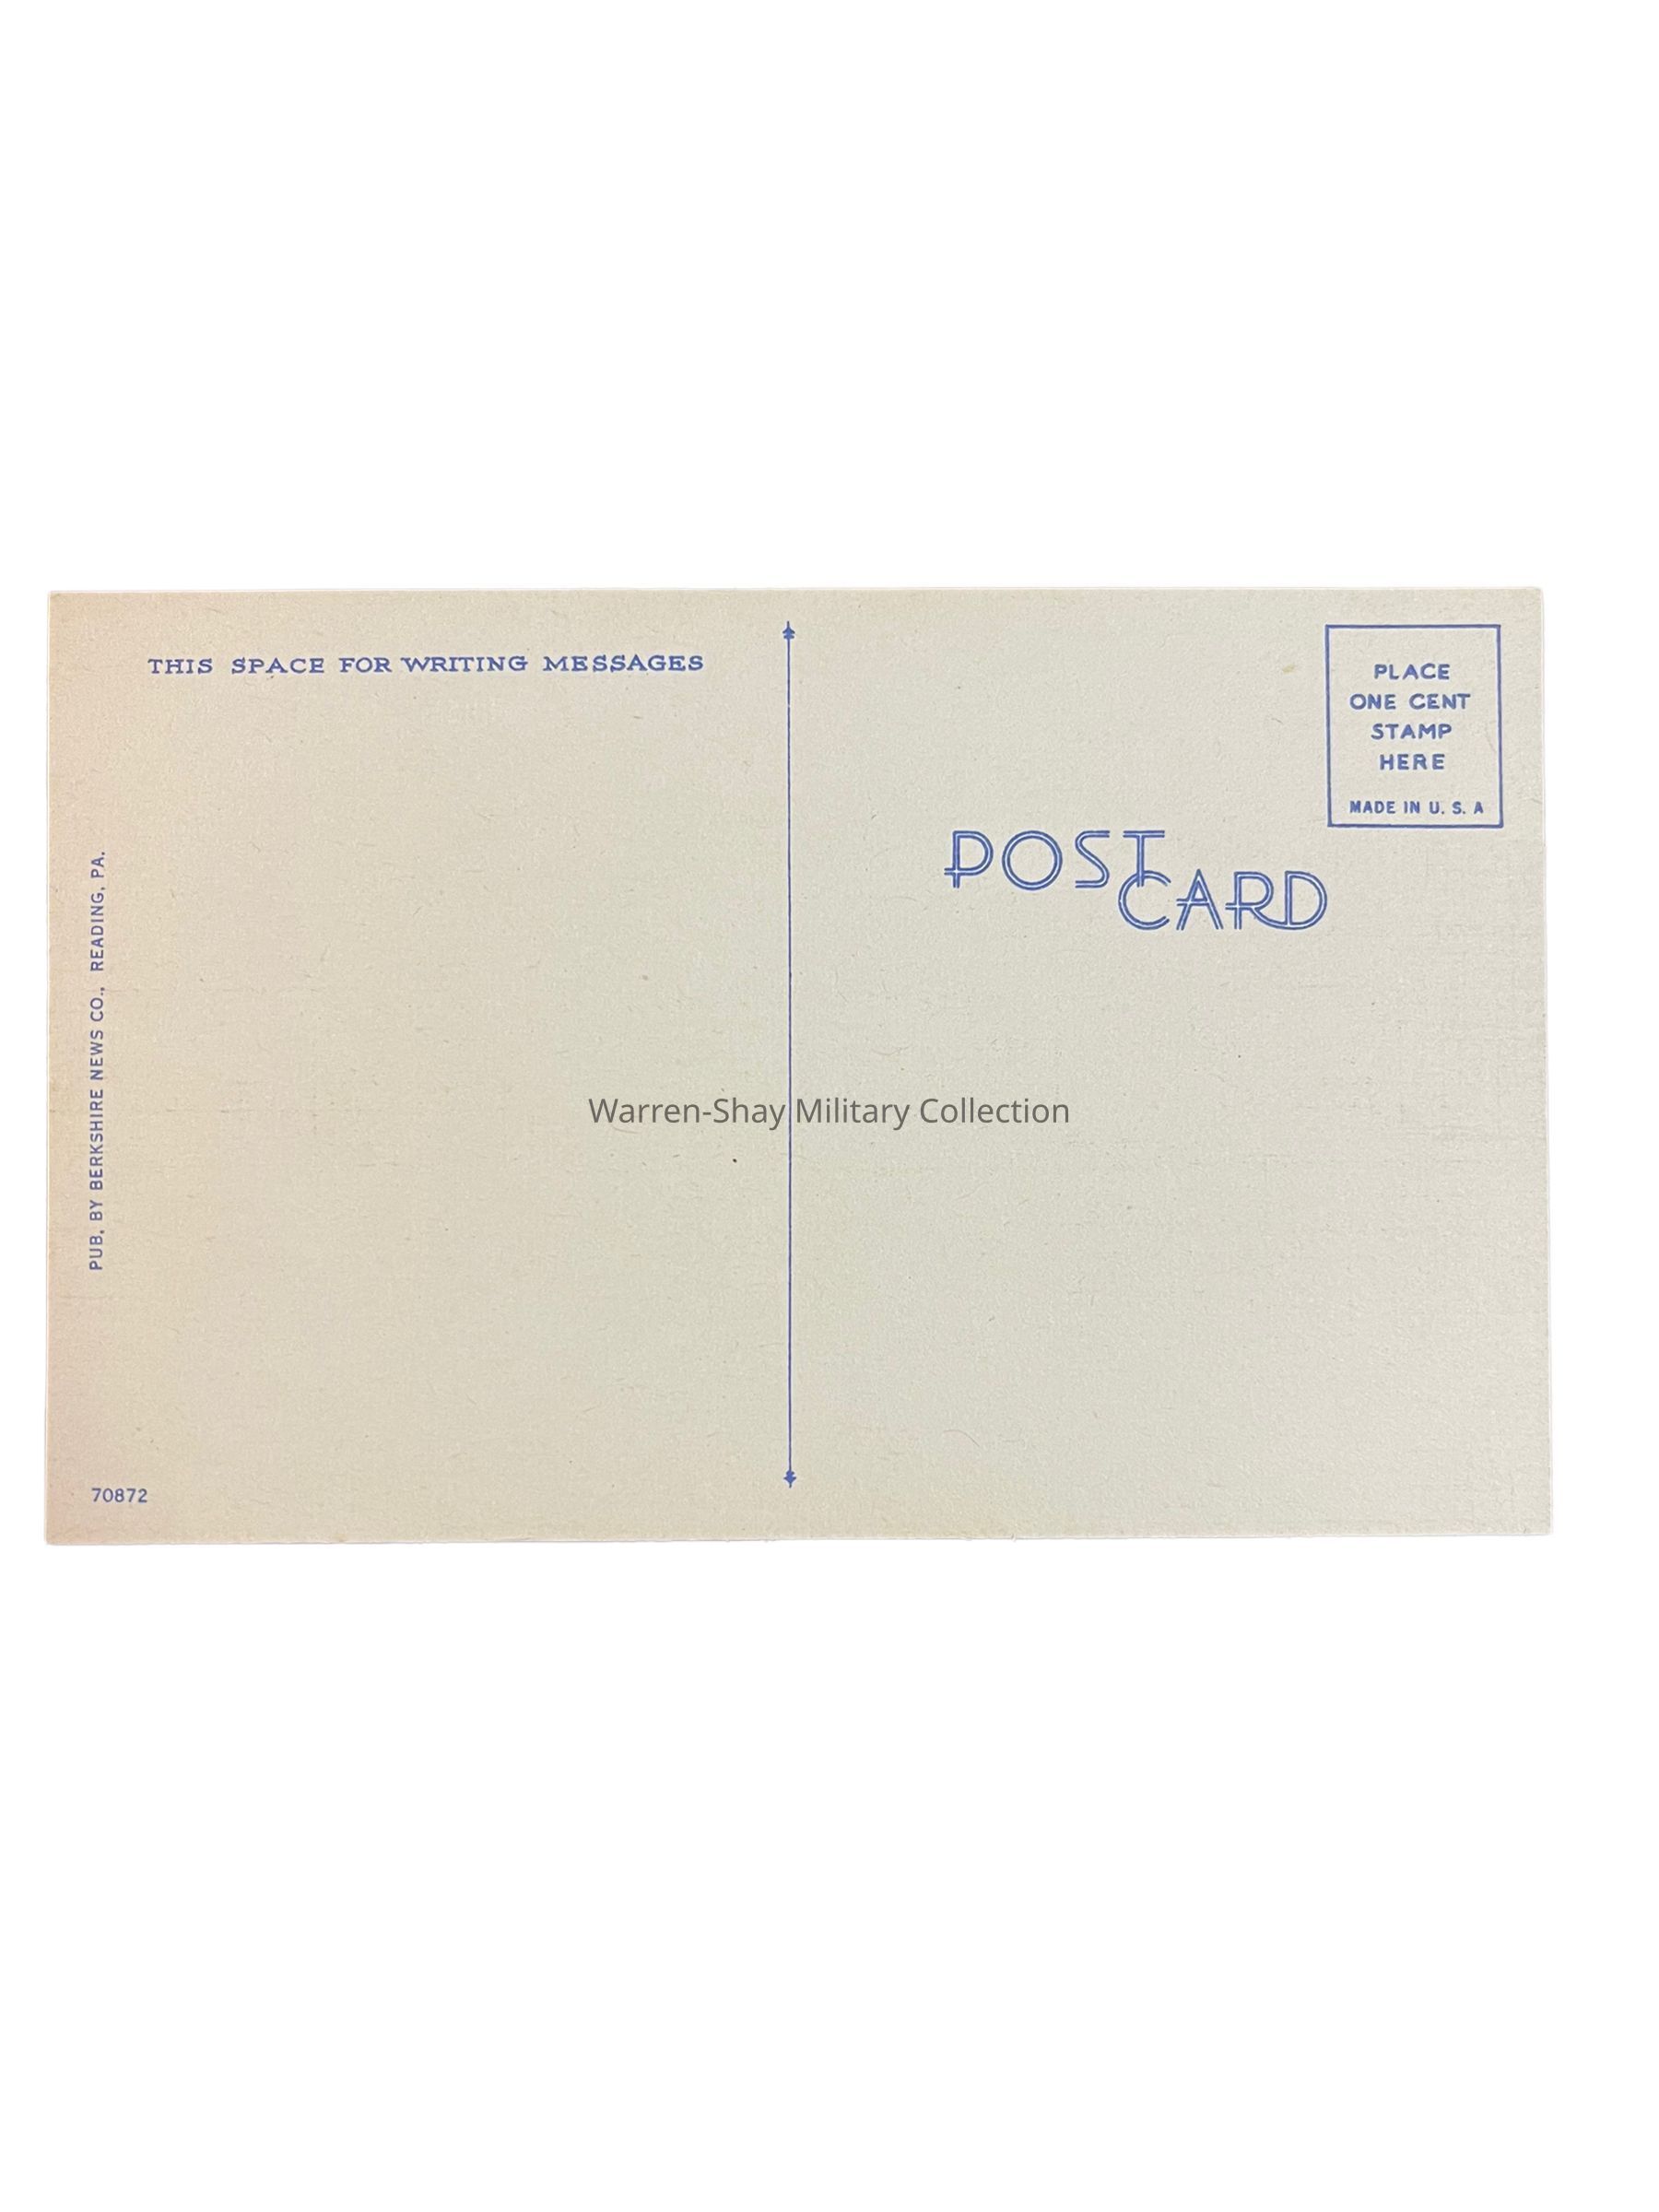 THIS SPACE FOR WRITING MESSAGES
PLACE
ONE CENT
STAMP
HERE
MADE IN U. S. A
POST
CARD
PUB. BY BERKSHIRE NEWS CO., READING, PA.
Warren-Shay Military Collection
70872